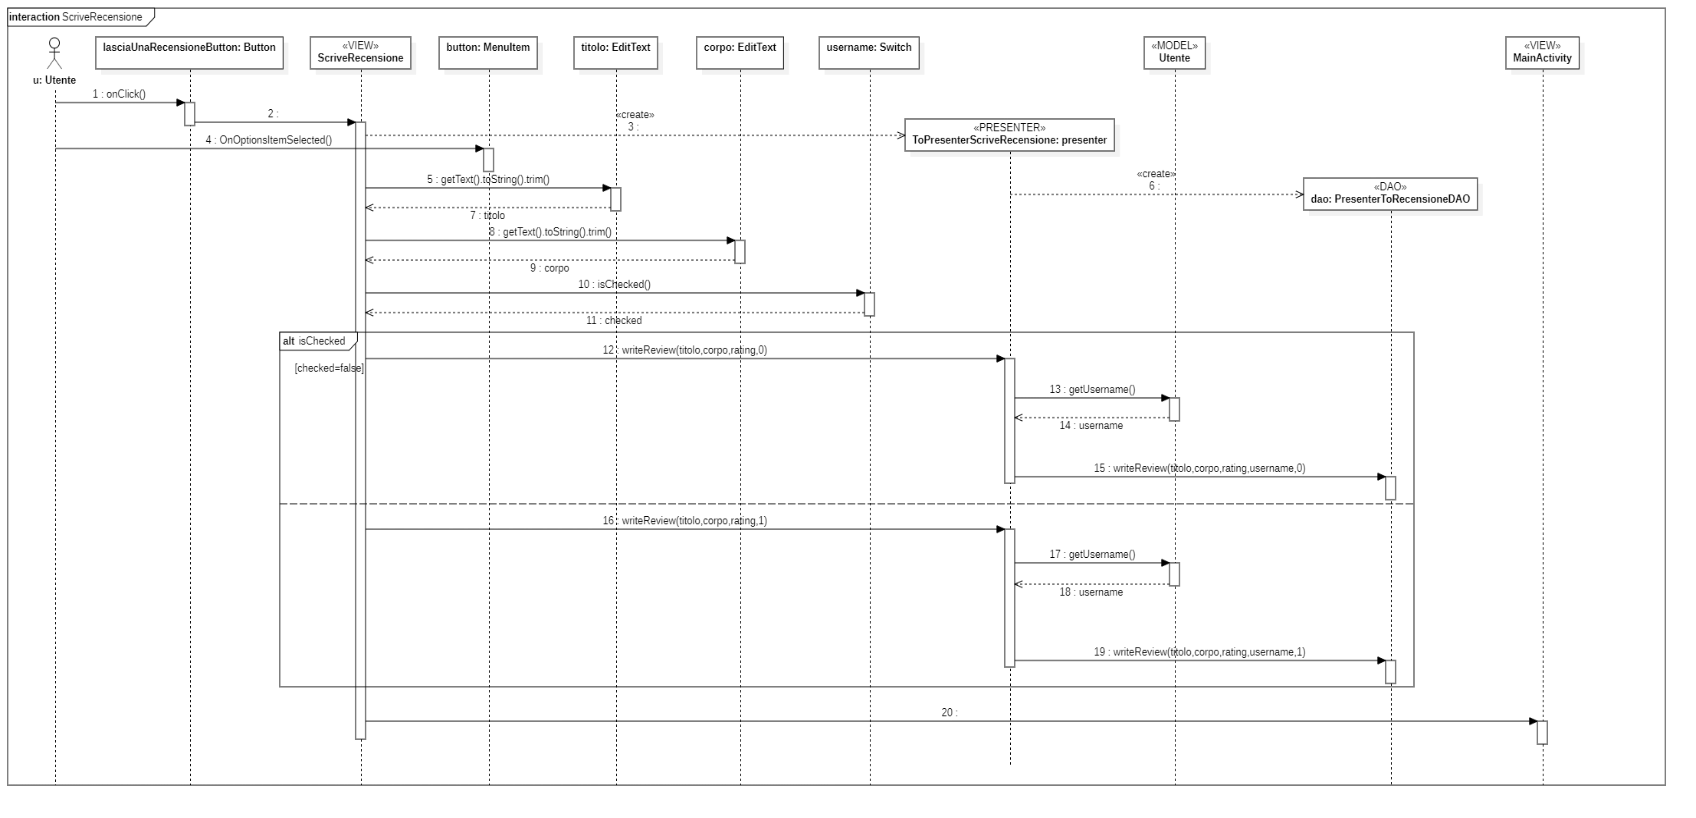 interaction ScriveRecensione
u: Utente
lasciaUnaRecensioneButton: Button
«VIEW»
ScriveRecensione
button: MenuItem
titolo: EditText
corpo: EditText
username: Switch
«MODEL»
Utente
«VIEW»
MainActivity
1 : onClick()
2 :
«create»
3 :
«PRESENTER»
ToPresenterScriveRecensione: presenter
4 : OnOptionsItemSelected()
5 : getText().toString().trim()
«create»
6 :
«DAO»
dao: PresenterToRecensioneDAO
7 : titolo
8 : getText().toString().trim()
9 : corpo
10 : isChecked()
11 : checked
alt isChecked
[checked=false]
12 : writeReview(titolo,corpo,rating,0)
13 : getUsername()
14 : username
15 : writeReview(titolo,corpo,rating,username,0)
16 : writeReview(titolo,corpo,rating,1)
17 : getUsername()
18 : username
19 : writeReview(titolo,corpo,rating,username,1)
20 :